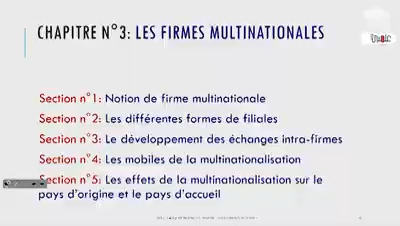 CHAPITRE N°3: LES FIRMES MULTINATIONALES
Section n°1: Notion de firme multinationale
Section n°2: Les différentes formes de filiales
Section n°3: Le développement des échanges intra-firmes
Section n°4: Les mobiles de la multinationalisation
Section n°5: Les effets de la multinationalisation sur le
pays d'origine et le pays d'accueil